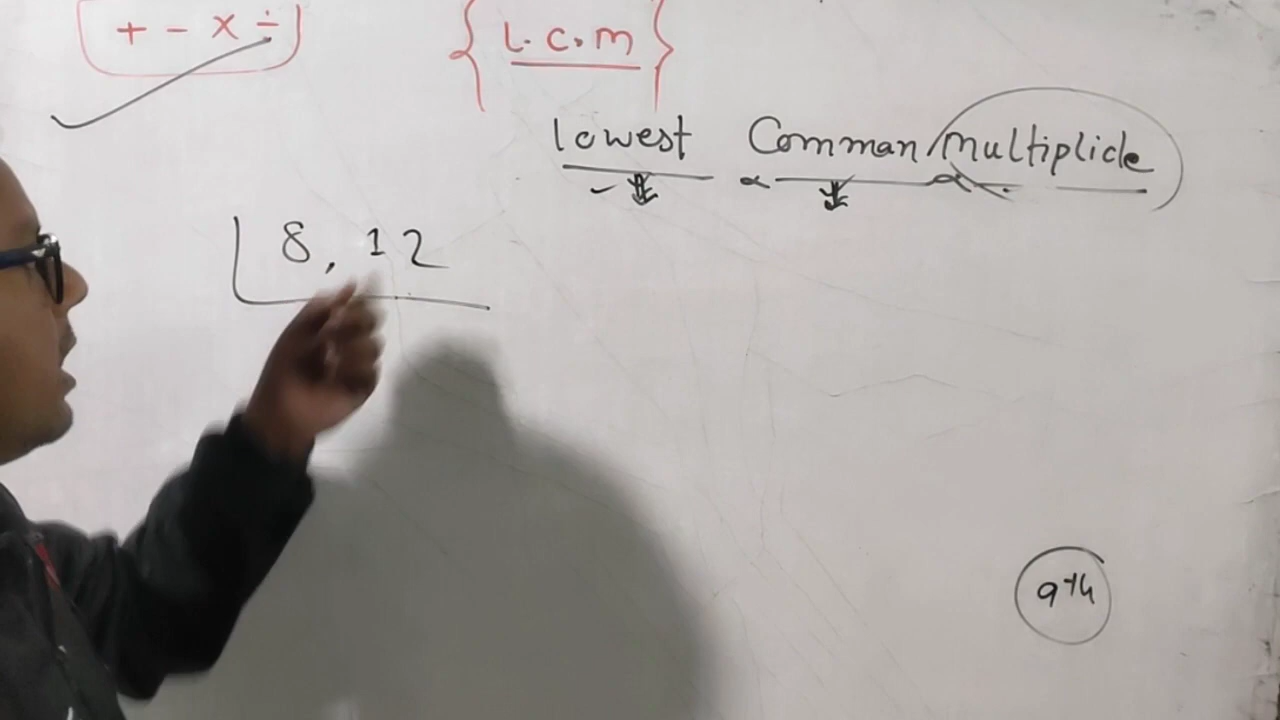 + - × ÷
{ L.C.M }
lowest Comman multiplicle
8, 12
9th